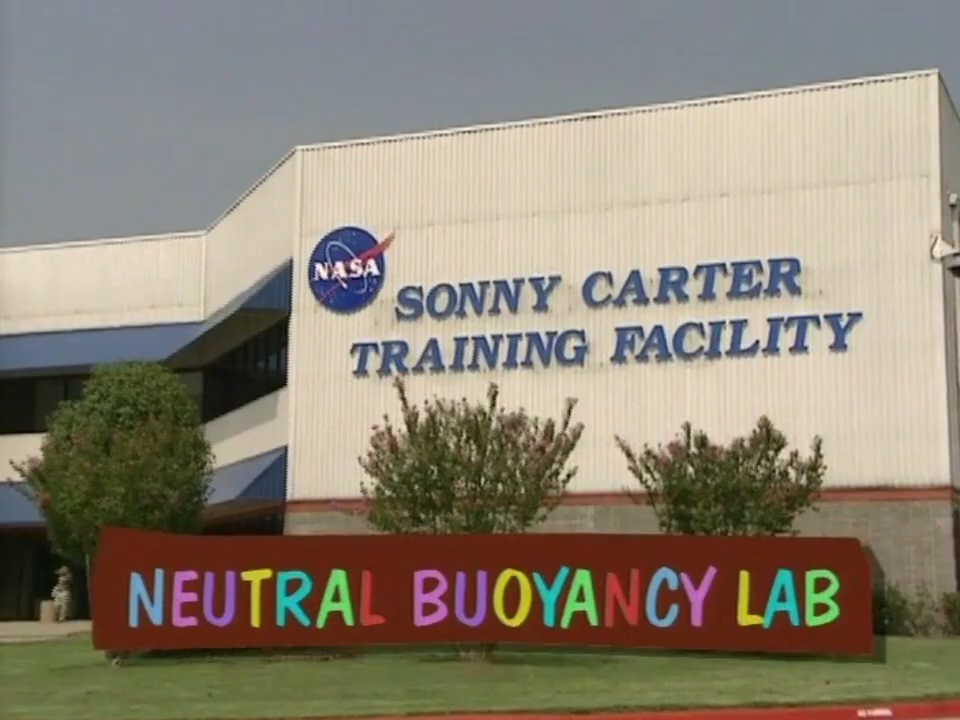 NASA
SONNY CARTER
TRAINING FACILITY
NEUTRAL BUOYANCY LAB